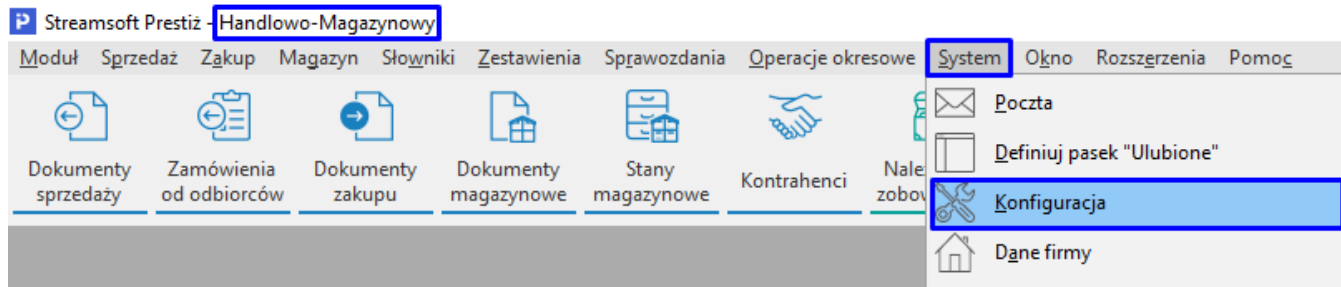 Streamsoft Prestiż - Handlowo-Magazynowy
Moduł Sprzedaż Zakup Magazyn Słowniki Zestawienia Sprawozdania Operacje okresowe System Okno Rozszerzenia Pomoc
Poczta
Definiuj pasek "Ulubione"
Konfiguracja
Dane firmy
Dokumenty
sprzedaży
Zamówienia
od odbiorców
Dokumenty
zakupu
Dokumenty
magazynowe
Stany
magazynowe
Kontrahenci